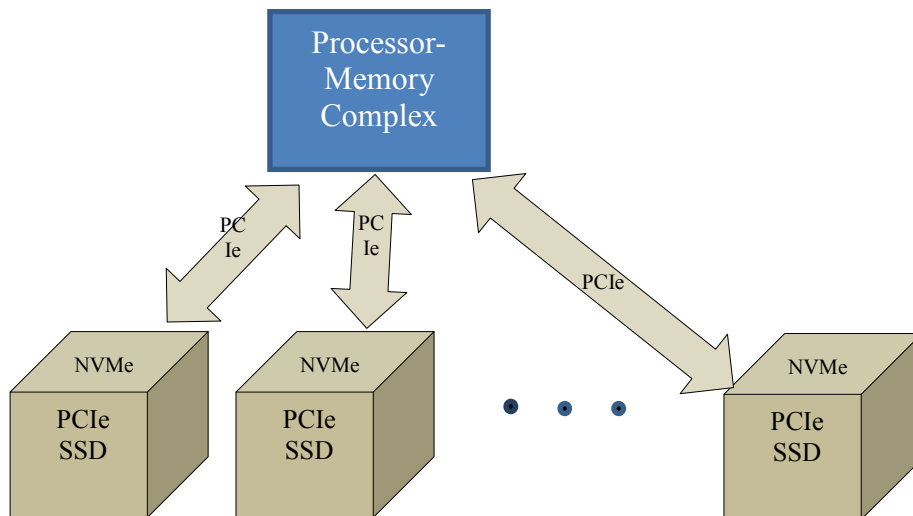 Processor-
Memory
Complex
PC
Ie
PC
Ie
PCIe
NVMe
PCIe
SSD
NVMe
PCIe
SSD
NVMe
PCIe
SSD